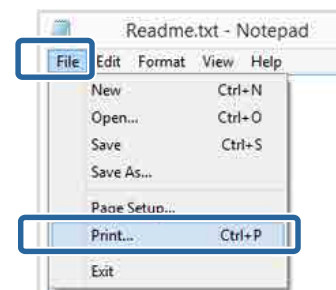 Readme.txt - Notepad
File Edit Format View Help
New Ctrl+N
Open... Ctrl+O
Save Ctrl+S
Save As...
Page Setup...
Print... Ctrl+P
Exit